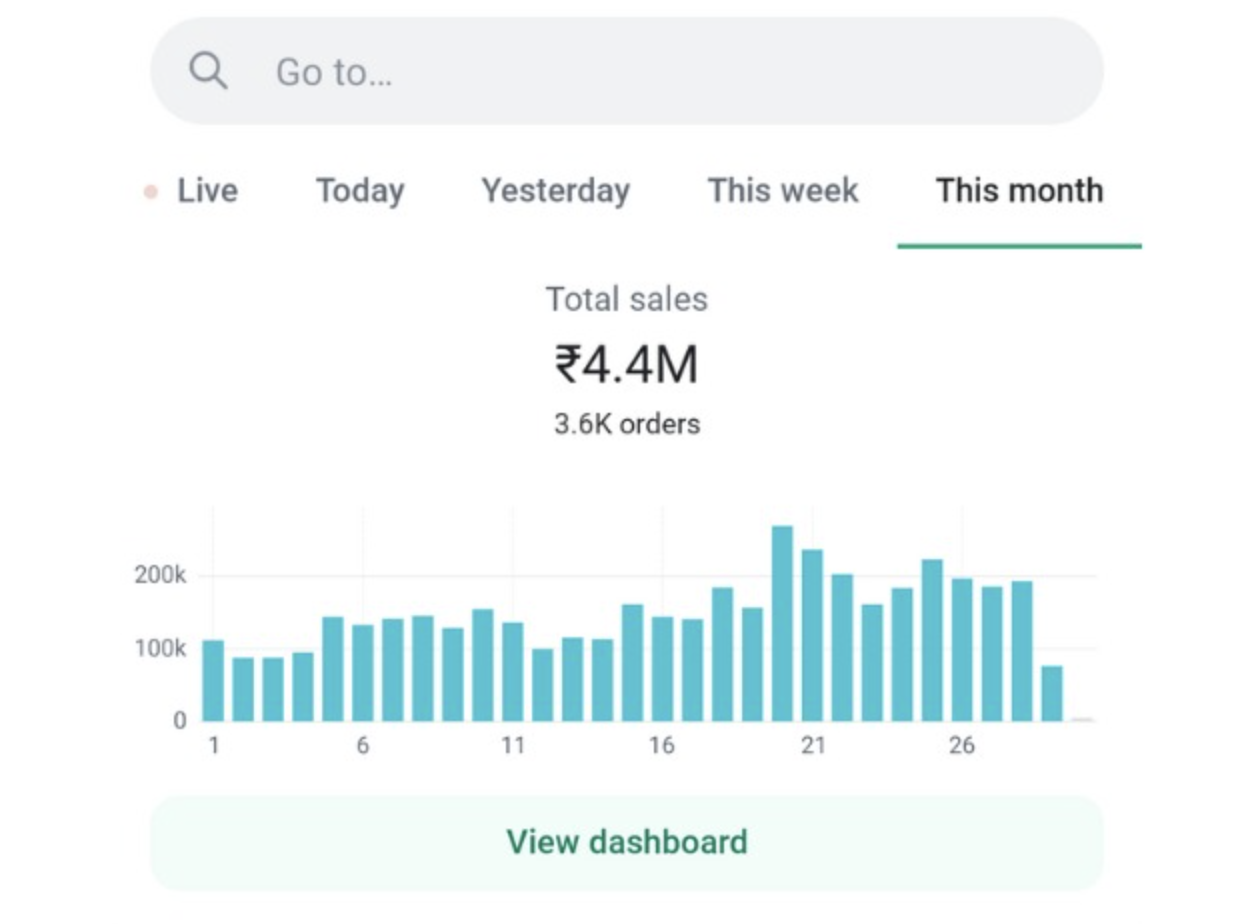 Go to...
Live Today Yesterday This week This month
Total sales
₹4.4M
3.6K orders
200k
100k
0
1 6 11 16 21 26
View dashboard